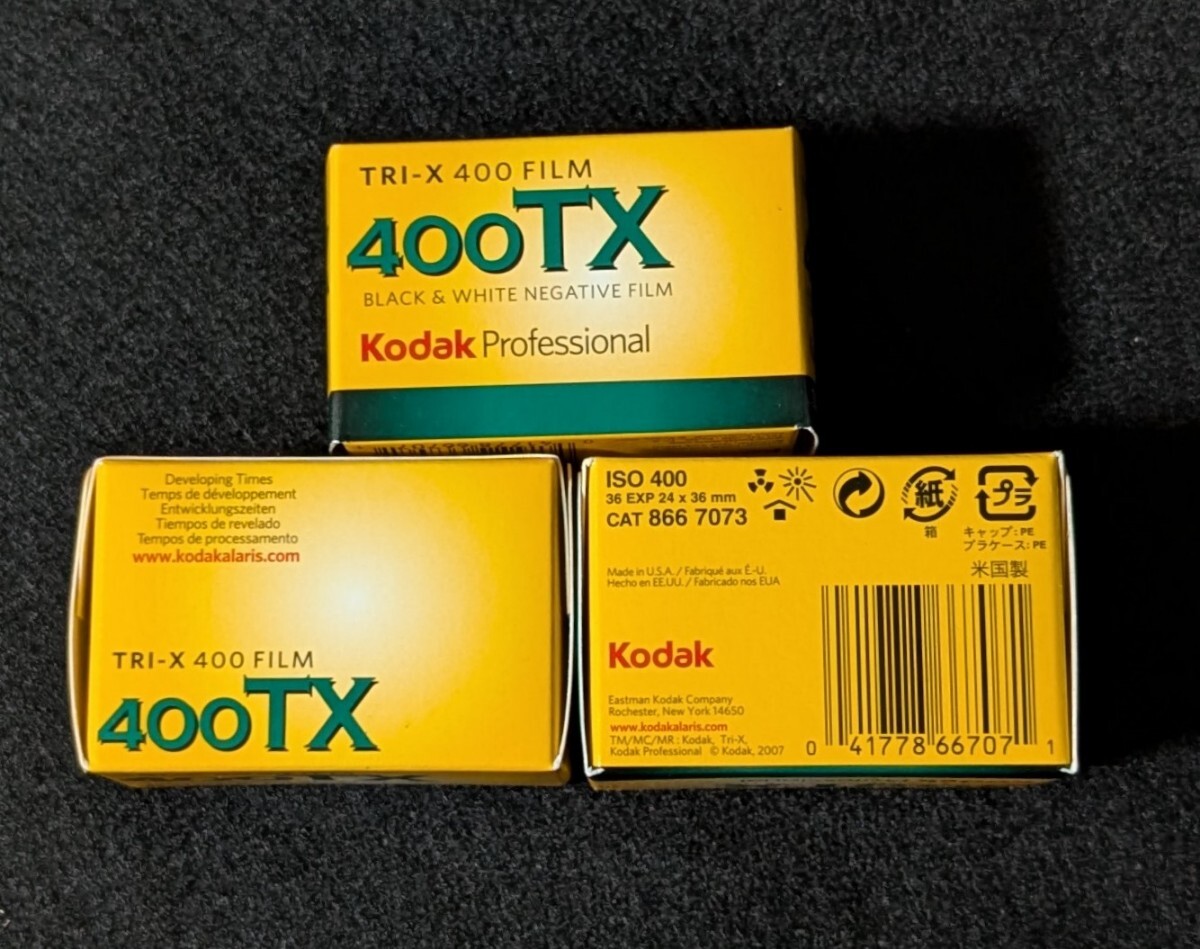 TRI-X 400 FILM
400TX
BLACK & WHITE NEGATIVE FILM
Kodak Professional
Developing Times
Temps de développement
Entwicklungszeiten
Tiempos de revelado
Tempos de processamento
www.kodakalaris.com
TRI-X 400 FILM
400TX
ISO 400
36 EXP 24 x 36 mm
CAT 866 7073
紙
プラ
箱
キャップ：PE
プラケース：PE
Made in U.S.A. / Fabriqué aux É.-U.
Hecho en EE.UU. / Fabricado nos EUA
米国製
Kodak
Eastman Kodak Company
Rochester, New York 14650
www.kodakalaris.com
TM/MC/MR : Kodak, Tri-X,
Kodak Professional © Kodak, 2007
0 41778 66707 1